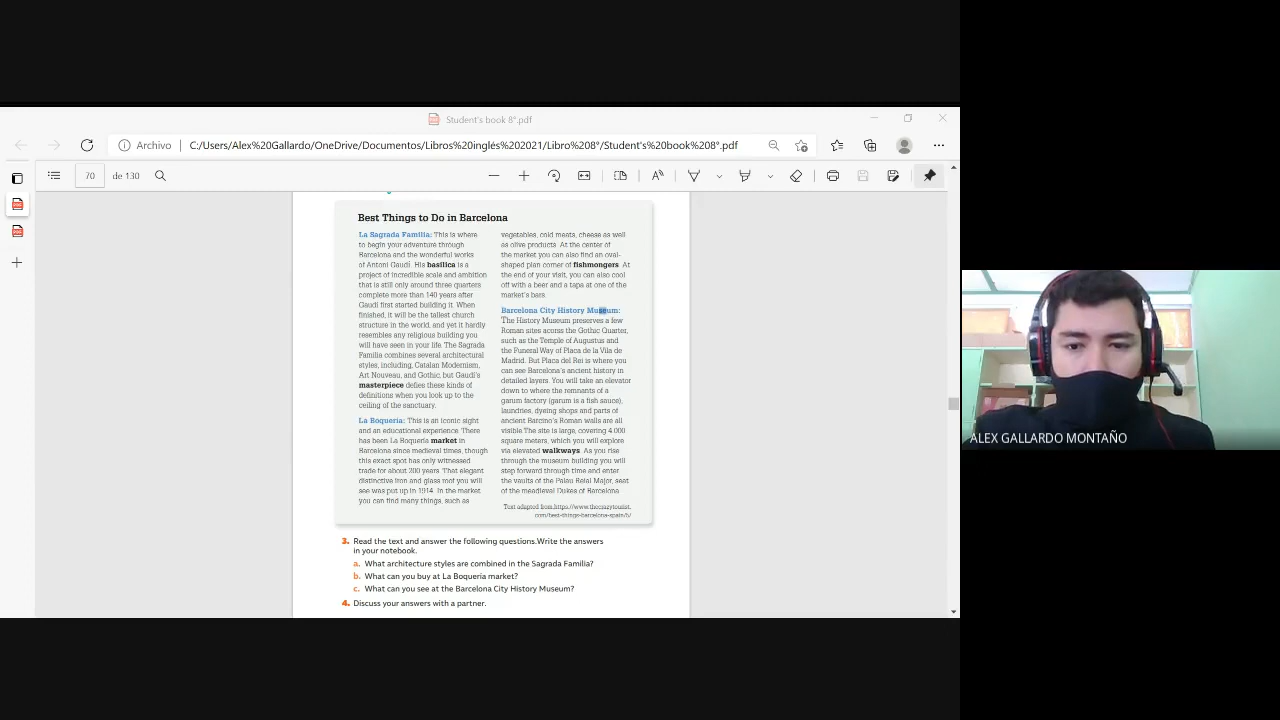 Student's book 8°.pdf
Archivo
C:/Users/Alex%20Gallardo/OneDrive/Documentos/Libros%20inglés%202021/Libro%208°/Student's%20book%208°.pdf
70
de 130
Best Things to Do in Barcelona
La Sagrada Familia: This is where
to begin your adventure through
Barcelona and the wonderful works
of Antoni Gaudí. His basilica is a
project of incredible scale and ambition
that is still only around three quarters
complete more than 140 years after
Gaudí first started building it. When
finished, it will be the tallest church
structure in the world, and yet it hardly
resembles any religious building you
will have seen in your life. The Sagrada
Familia combines several architectural
styles, including, Catalan Modernism,
Art Nouveau, and Gothic, but Gaudí's
masterpiece defies these kinds of
definitions when you look up to the
ceiling of the sanctuary.
La Boqueria: This is an iconic sight
and an educational experience. There
has been La Boquería market in
Barcelona since medieval times, though
this exact spot has only witnessed
trade for about 200 years. That elegant
distinctive iron and glass roof you will
see was put up in 1914. In the market
you can find many things, such as
vegetables, cold meats, cheese as well
as olive products. At the center of
the market you can also find an oval-
shaped plan corner of fishmongers. At
the end of your visit, you can also cool
off with a beer and a tapa at one of the
market's bars.
Barcelona City History Museum:
The History Museum preserves a few
Roman sites acorss the Gothic Quarter,
such as the Temple of Augustus and
the Funeral Way of Placa de la Vila de
Madrid. But Placa del Rei is where you
can see Barcelona's ancient history in
detailed layers. You will take an elevator
down to where the remnants of a
garum factory (garum is a fish sauce),
laundries, dyeing shops and parts of
ancient Barcino's Roman walls are all
visible.The site is large, covering 4.000
square meters, which you will explore
via elevated walkways. As you rise
through the museum building you will
step forward through time and enter
the vaults of the Palau Reial Major, seat
of the meadieval Dukes of Barcelona.
Text adapted from,https://www.thecrazytourist.
com/best-things-barcelona-spain/h/
3. Read the text and answer the following questions.Write the answers
in your notebook.
a. What architecture styles are combined in the Sagrada Familia?
b. What can you buy at La Boquería market?
c. What can you see at the Barcelona City History Museum?
4. Discuss your answers with a partner.
ALEX GALLARDO MONTAÑO